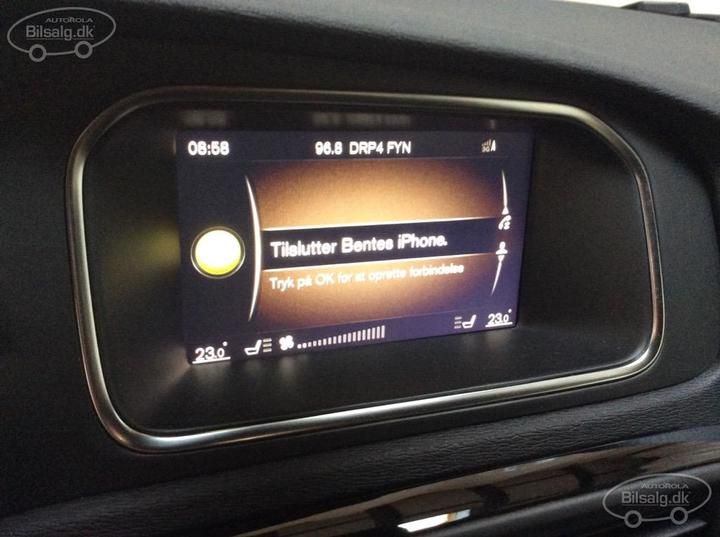 AUTOROLA
Bilsalg.dk
08:58 96.8 DRP4 FYN 3G
Tilslutter Bentes iPhone.
Tryk på OK for at oprette forbindelse
23.0° 23.0°
AUTOROLA
Bilsalg.dk